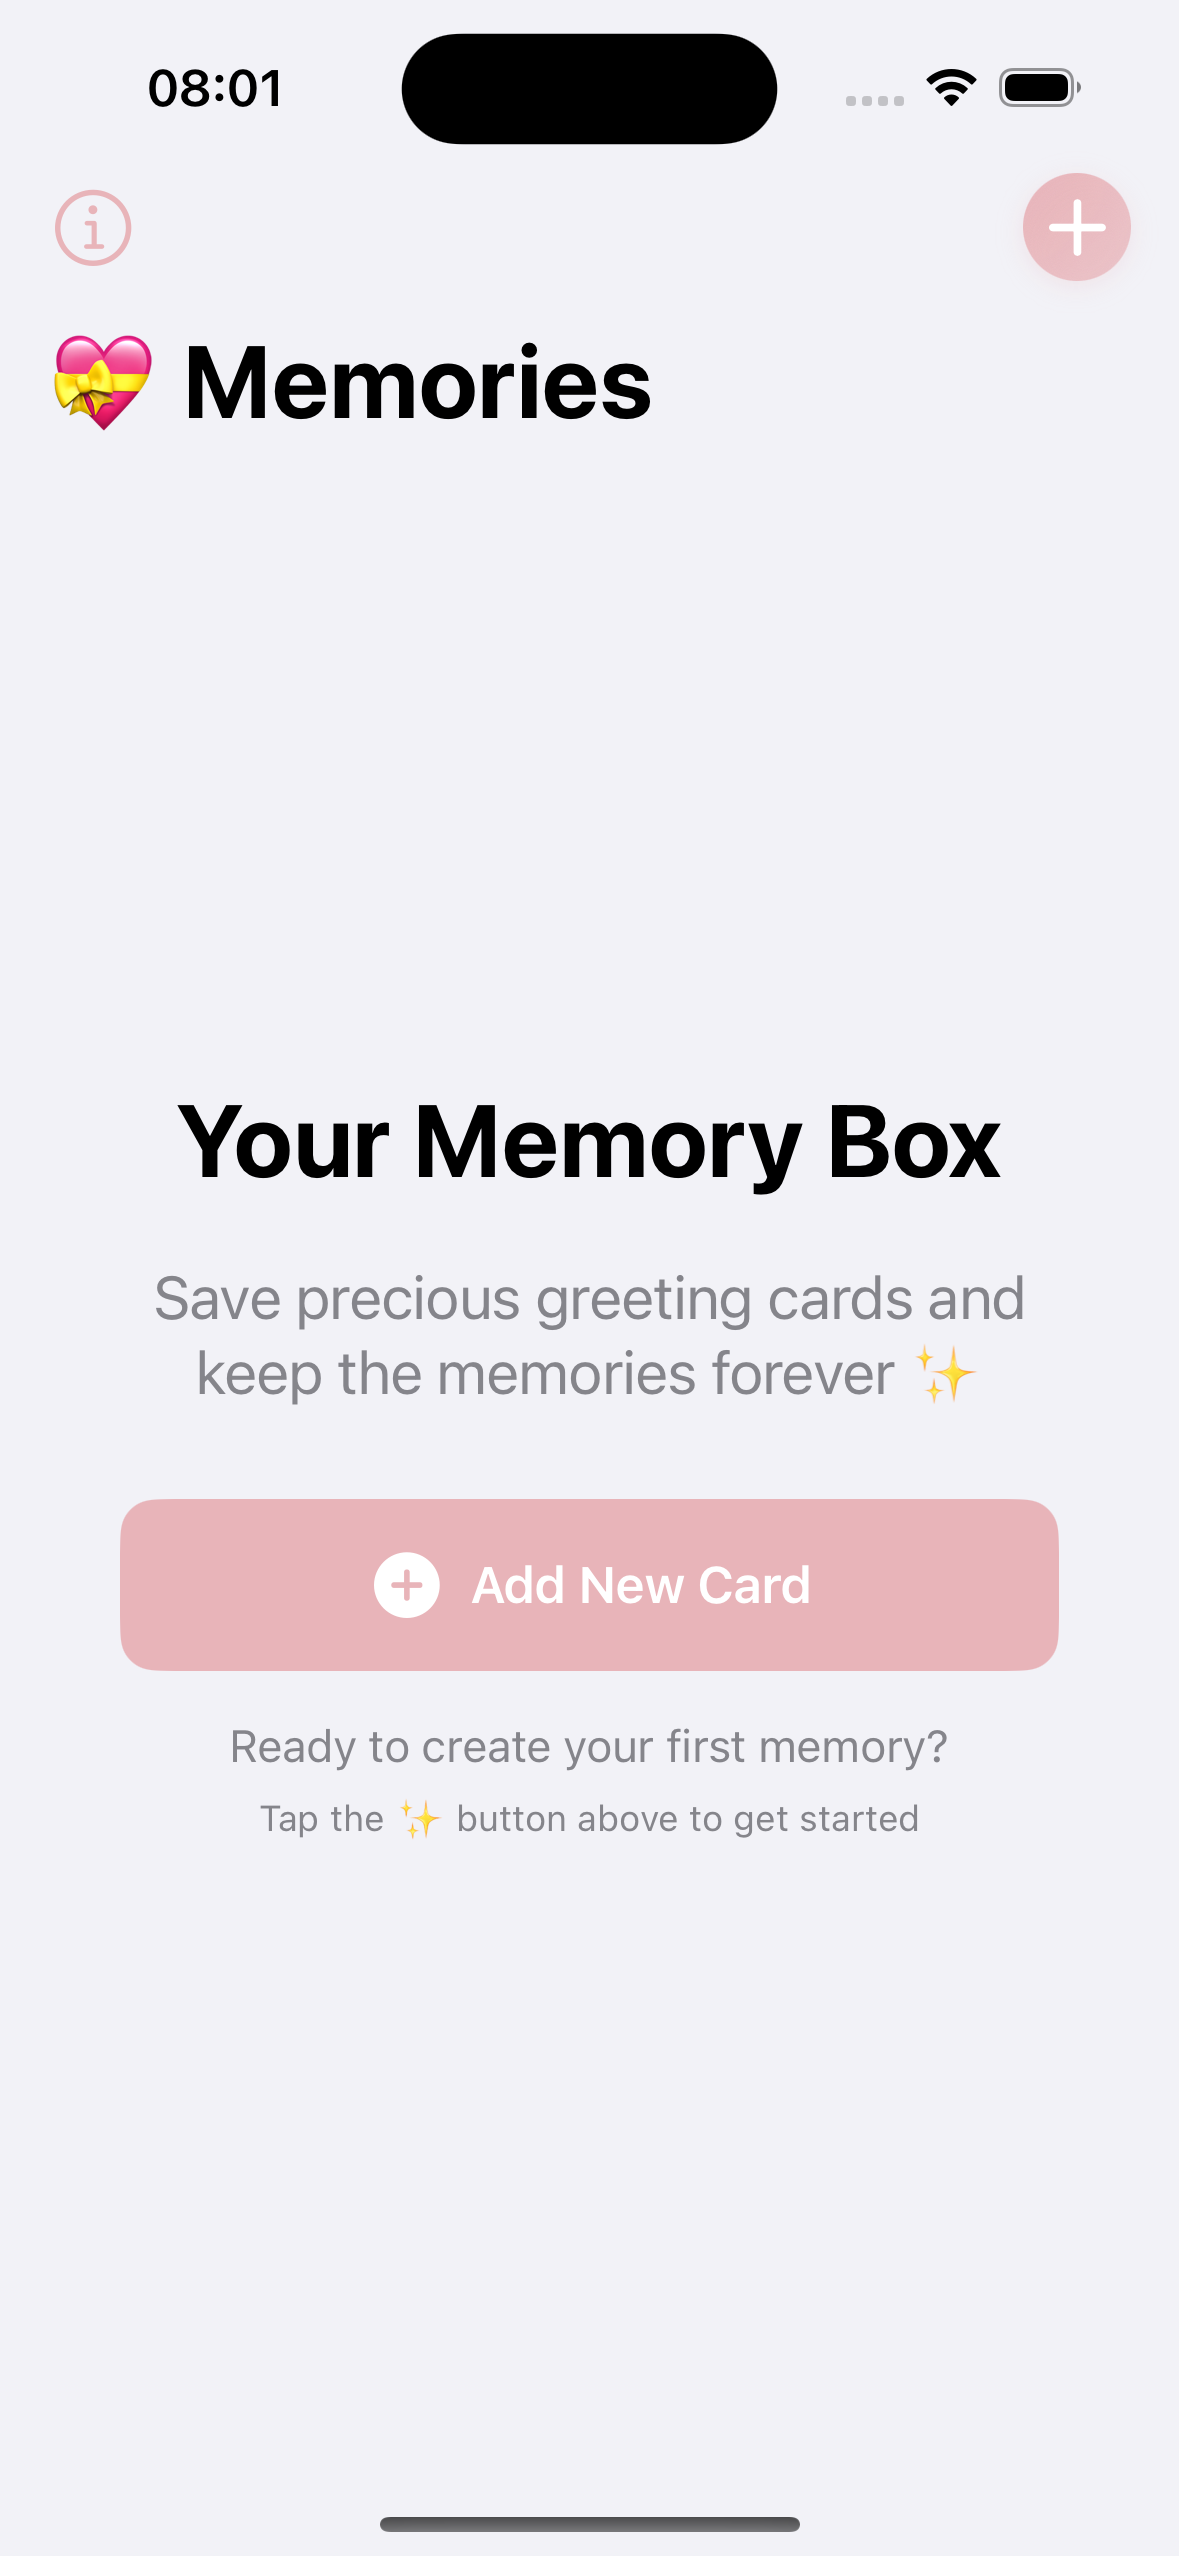 08:01
💝 Memories
Your Memory Box
Save precious greeting cards and
keep the memories forever ✨
Add New Card
Ready to create your first memory?
Tap the ✨ button above to get started